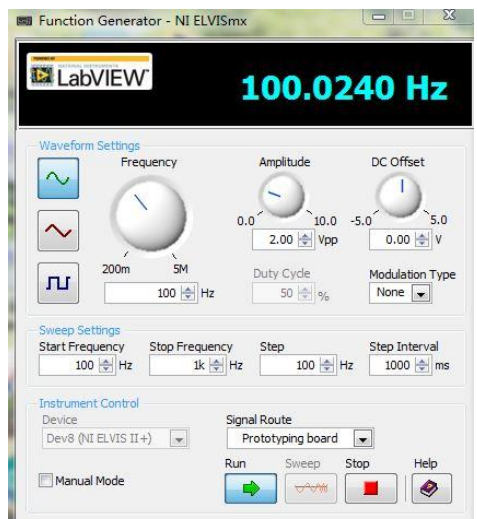 Function Generator - NI ELVISmx
NATIONAL INSTRUMENTS
LabVIEW™
100.0240 Hz
Waveform Settings
Frequency Amplitude DC Offset
0.0 10.0 -5.0 5.0
2.00 Vpp 0.00 V
200m 5M Duty Cycle Modulation Type
100 Hz 50 % None
Sweep Settings
Start Frequency Stop Frequency Step Step Interval
100 Hz 1k Hz 100 Hz 1000 ms
Instrument Control
Device Signal Route
Dev8 (NI ELVIS II+) Prototyping board
Run Sweep Stop Help
Manual Mode